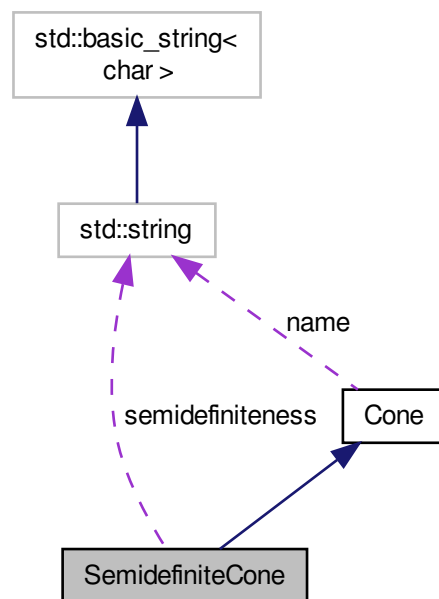 std::basic_string<
char >
std::string
name
Cone
semidefiniteness
SemidefiniteCone